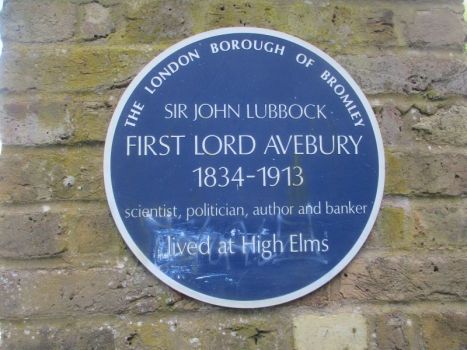 THE LONDON BOROUGH OF BROMLEY
SIR JOHN LUBBOCK
FIRST LORD AVEBURY
1834-1913
scientist, politician, author and banker
lived at High Elms